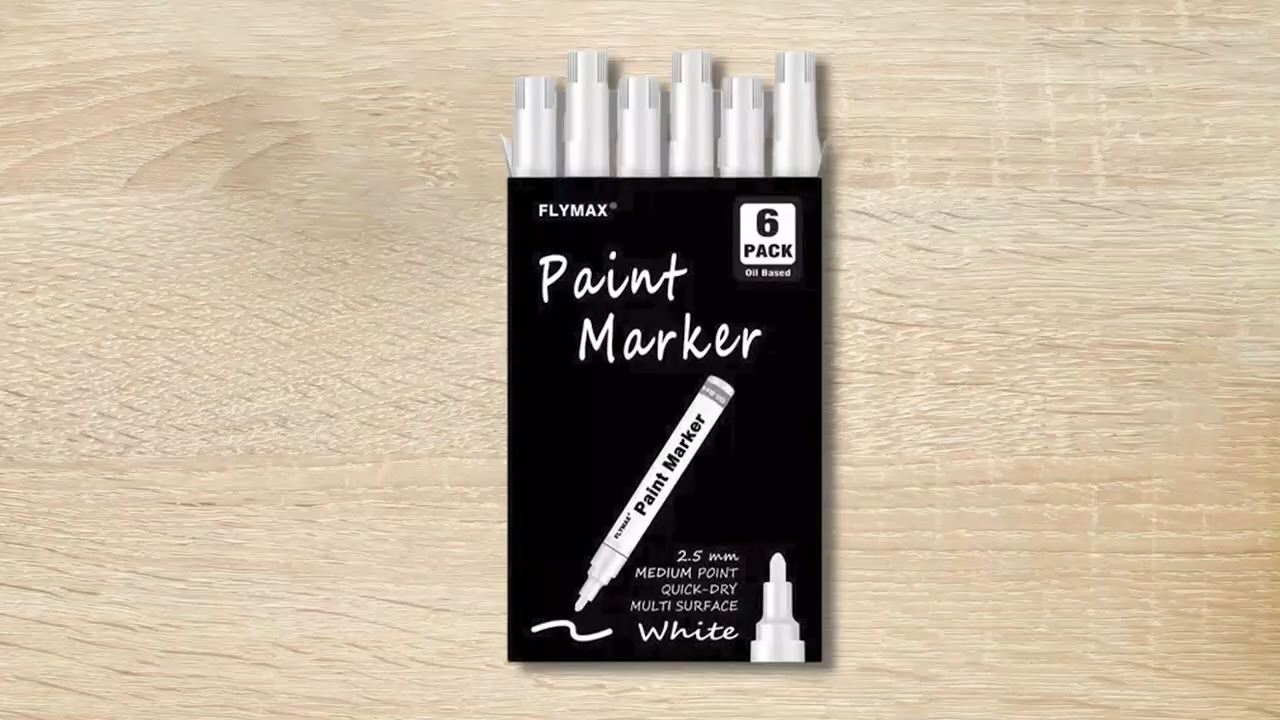 FLYMAX®
6
PACK
Oil Based
Paint
Marker
FLYMAX® Paint Marker
2.5 mm
MEDIUM POINT
QUICK-DRY
MULTI SURFACE
White